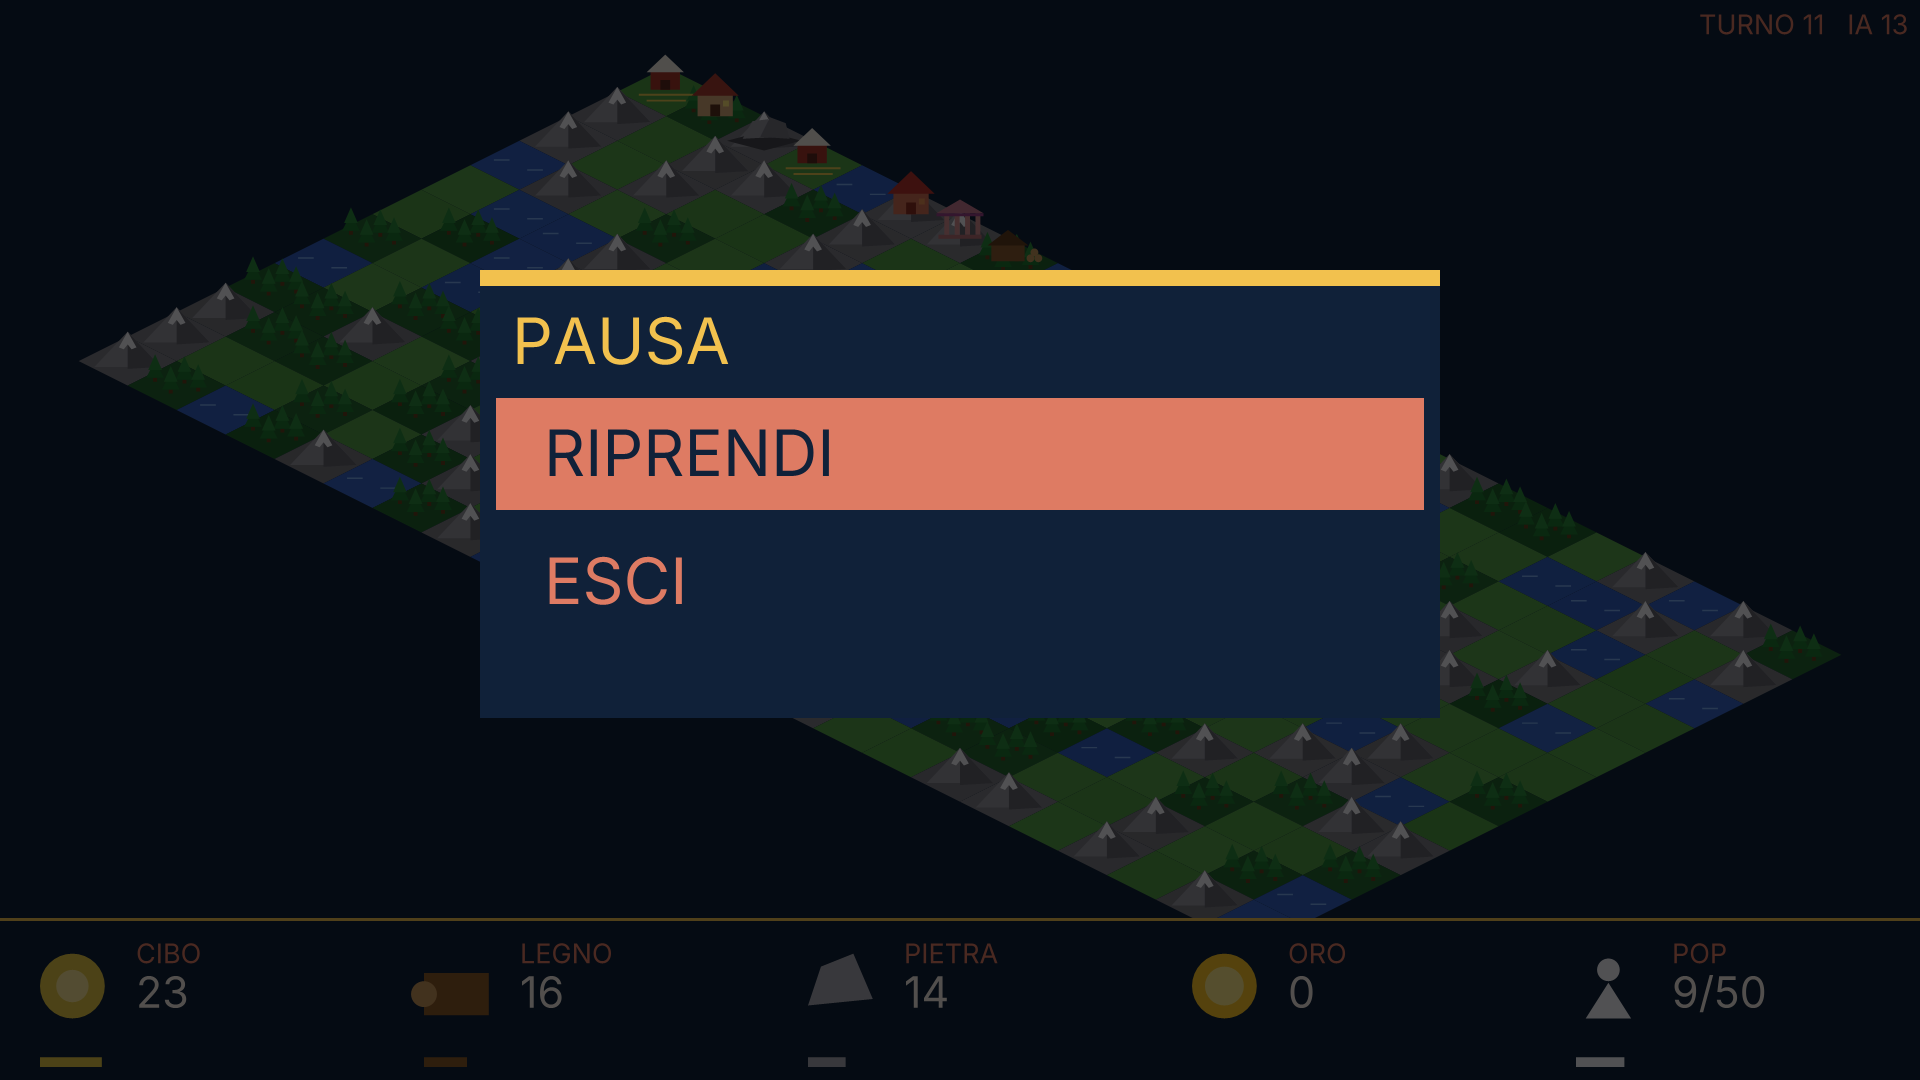 TURNO 11 IA 13
PAUSA
RIPRENDI
ESCI
CIBO
23
LEGNO
16
PIETRA
14
ORO
0
POP
9/50